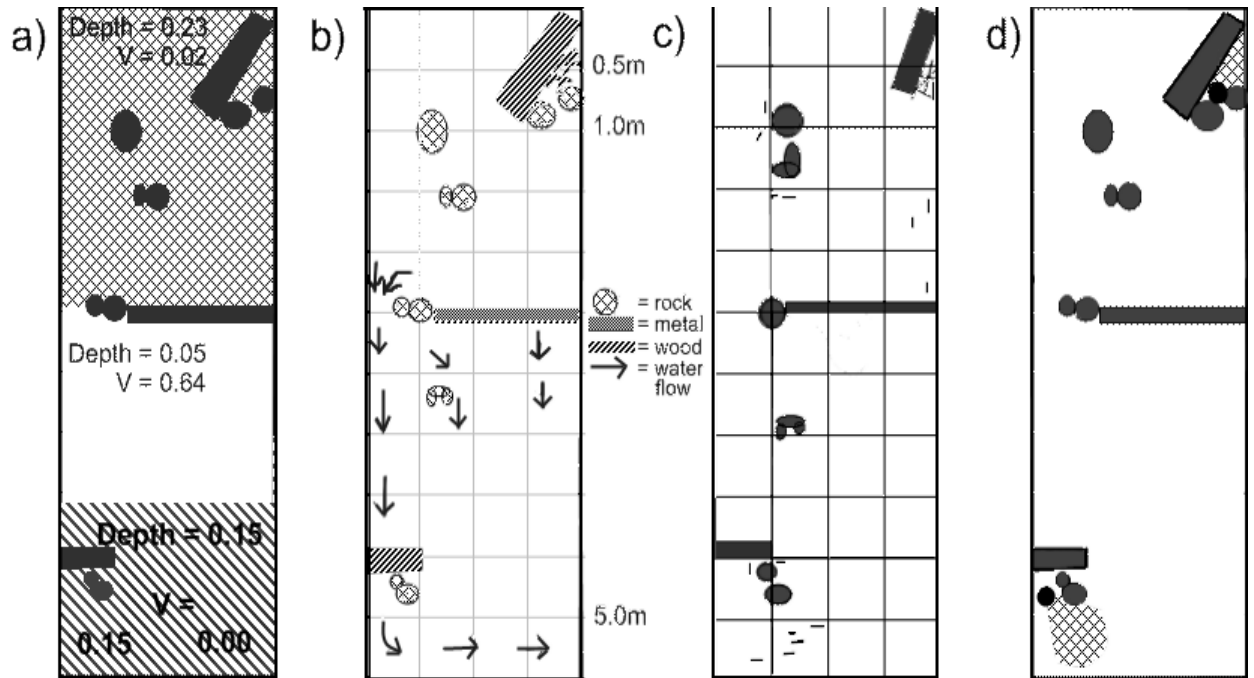 a)
Depth = 0.23
V = 0.02
Depth = 0.05
V = 0.64
Depth = 0.15
V =
0.15 0.00
b)
0.5m
1.0m
= rock
= metal
= wood
= water
flow
5.0m
c)
d)